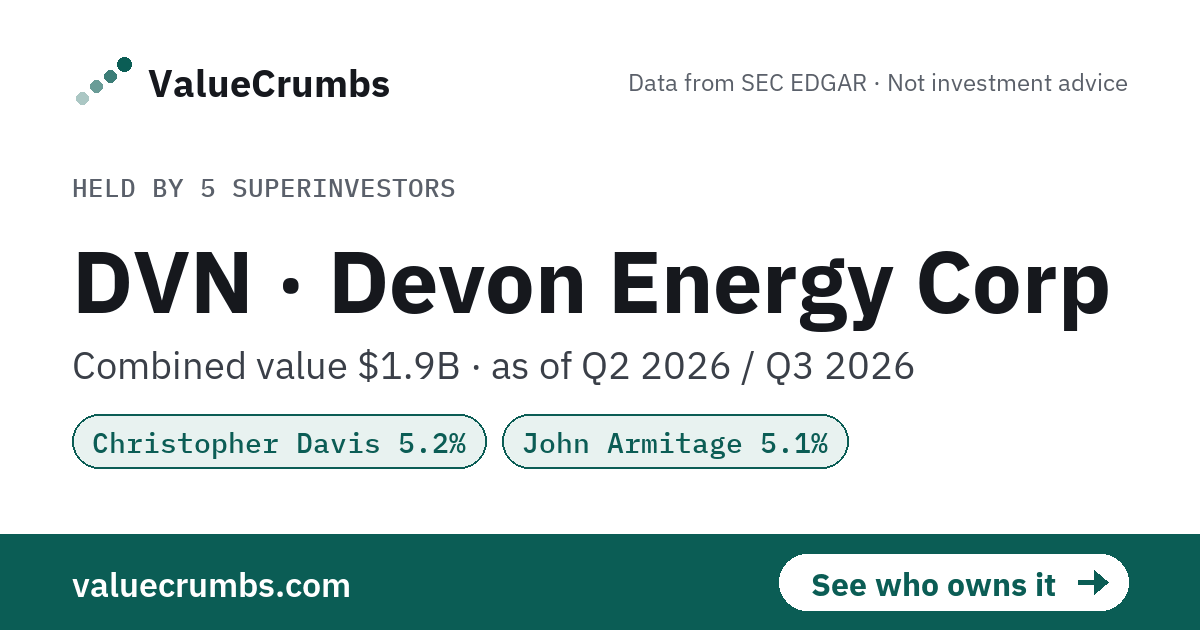 ValueCrumbs
Data from SEC EDGAR · Not investment advice
HELD BY 5 SUPERINVESTORS
DVN · Devon Energy Corp
Combined value $1.9B · as of Q2 2026 / Q3 2026
Christopher Davis 5.2%
John Armitage 5.1%
valuecrumbs.com
See who owns it →